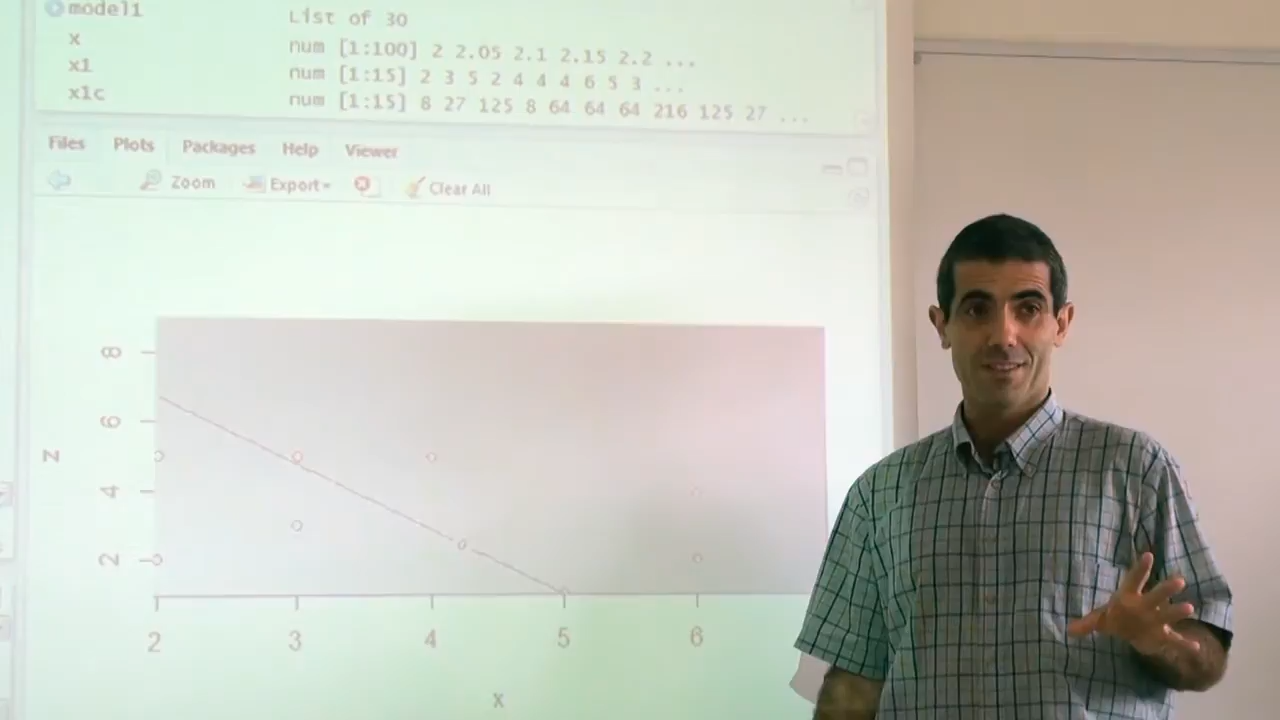 model1 List of 30
x num [1:100] 2 2.05 2.1 2.15 2.2 ...
x1 num [1:15] 2 3 5 2 4 4 4 6 5 3 ...
x1c num [1:15] 8 27 125 8 64 64 64 216 125 27 ...
Files Plots Packages Help Viewer
Zoom Export Clear All
8
6
z
4
2
2 3 4 5 6
x